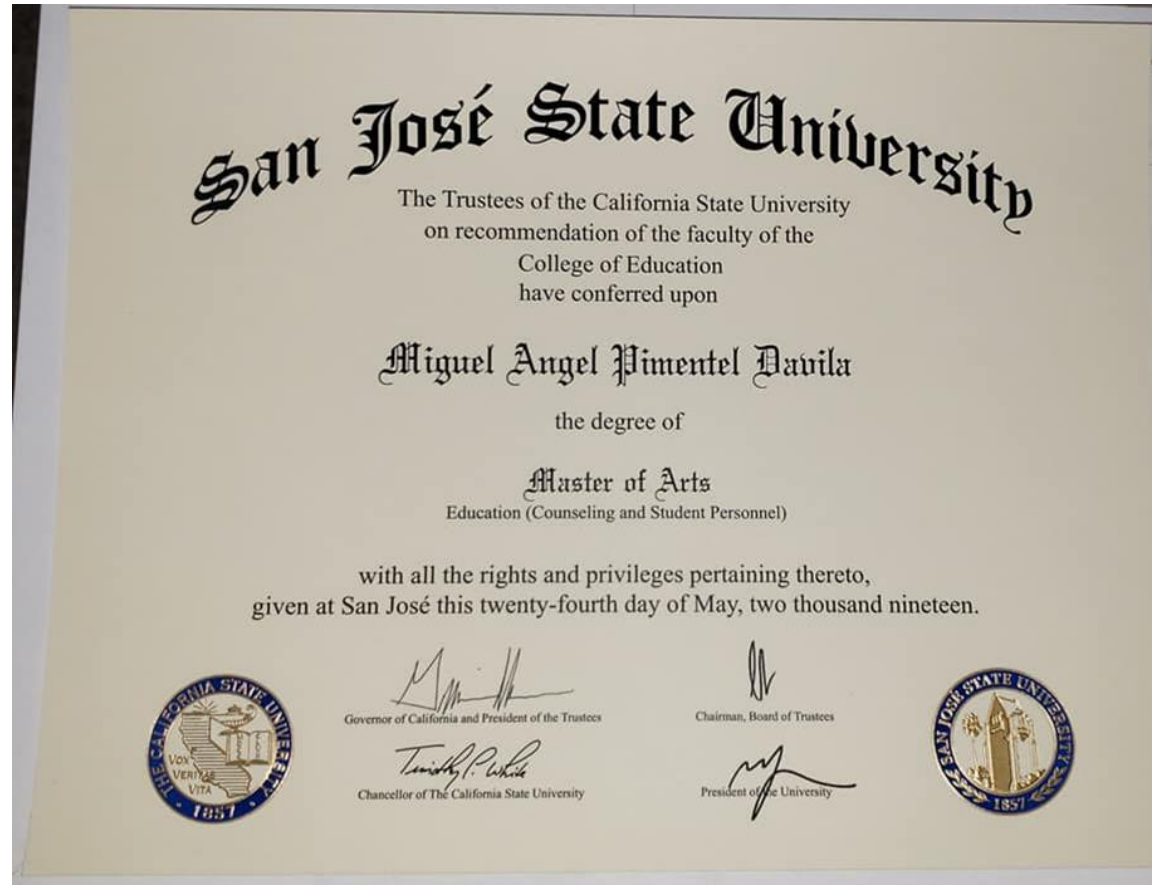 San José State University
The Trustees of the California State University
on recommendation of the faculty of the
College of Education
have conferred upon
Miguel Angel Pimentel Davila
the degree of
Master of Arts
Education (Counseling and Student Personnel)
with all the rights and privileges pertaining thereto,
given at San José this twenty-fourth day of May, two thousand nineteen.
Governor of California and President of the Trustees
Chairman, Board of Trustees
Timothy P. White
Chancellor of The California State University
President of the University
THE CALIFORNIA STATE UNIVERSITY
VOX
VERITAS
VITA
1857
SAN JOSÉ STATE UNIVERSITY
1857